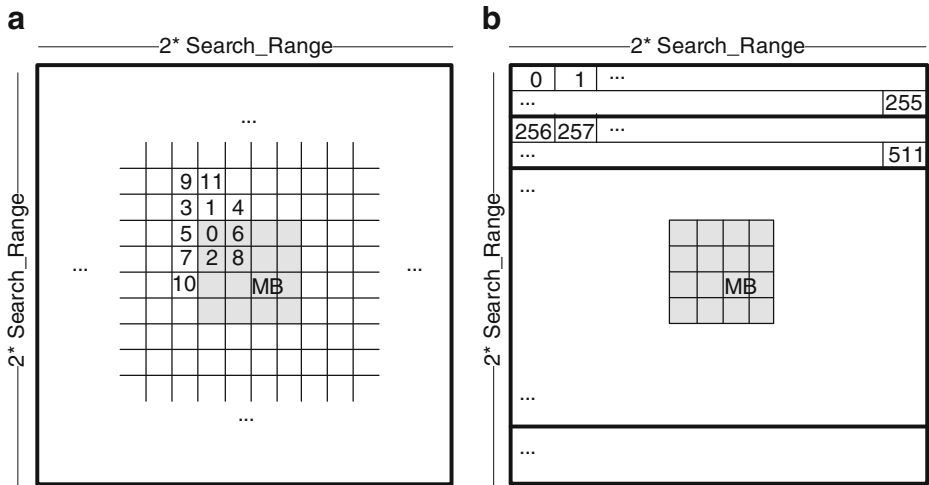 a
2* Search_Range
2* Search_Range
...
9 11
3 1 4
5 0 6
7 2 8
10 MB
...
...
...
b
2* Search_Range
2* Search_Range
0 1 ...
... 255
256 257 ...
... 511
...
MB
...
...